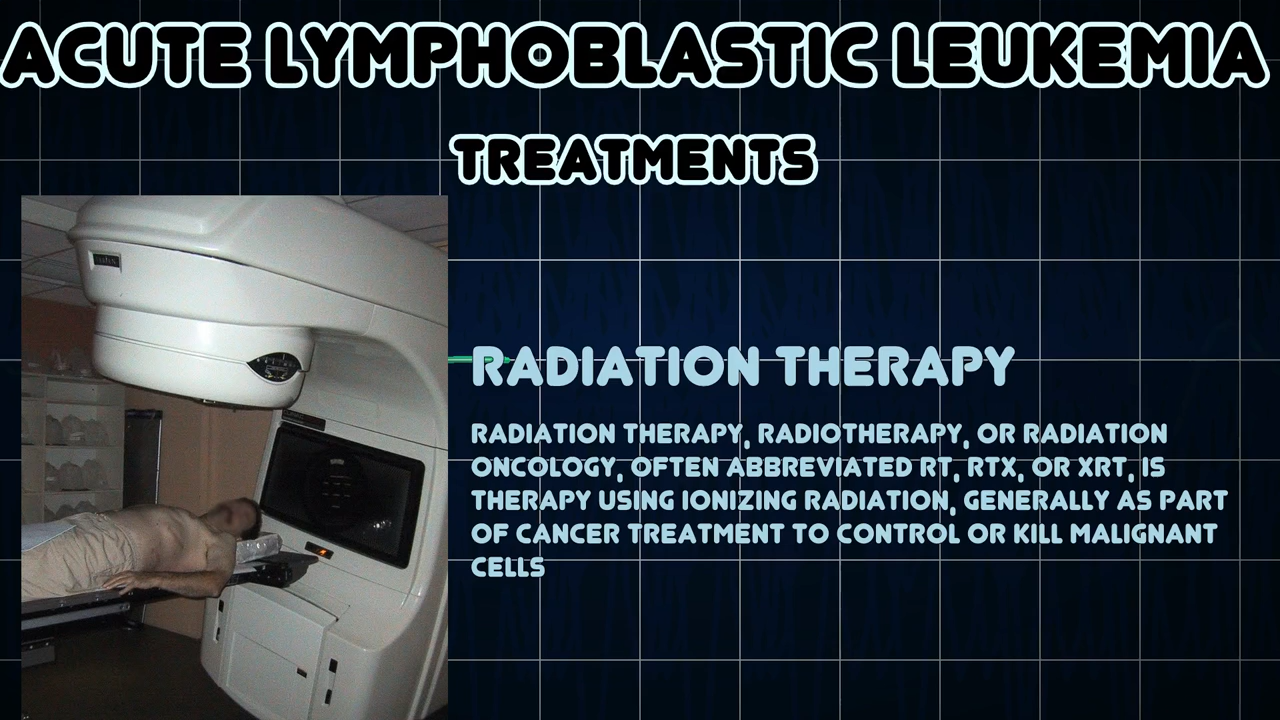 ACUTE LYMPHOBLASTIC LEUKEMIA
TREATMENTS
RADIATION THERAPY
RADIATION THERAPY, RADIOTHERAPY, OR RADIATION
ONCOLOGY, OFTEN ABBREVIATED RT, RTX, OR XRT, IS
THERAPY USING IONIZING RADIATION, GENERALLY AS PART
OF CANCER TREATMENT TO CONTROL OR KILL MALIGNANT
CELLS